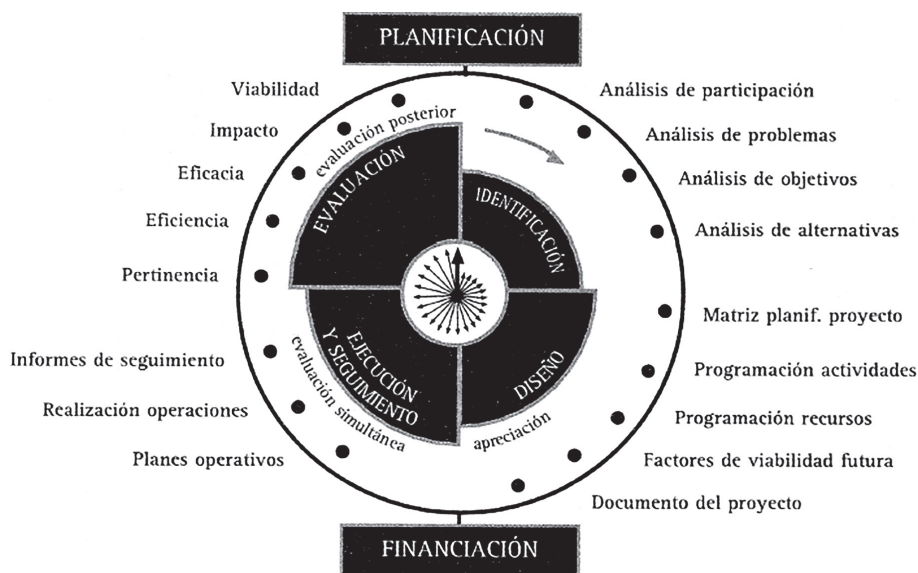 PLANIFICACIÓN
Viabilidad
Impacto
Eficacia
Eficiencia
Pertinencia
Informes de seguimiento
Realización operaciones
Planes operativos
Análisis de participación
Análisis de problemas
Análisis de objetivos
Análisis de alternativas
Matriz planif. proyecto
Programación actividades
Programación recursos
Factores de viabilidad futura
Documento del proyecto
evaluación posterior
EVALUACIÓN
IDENTIFICACIÓN
EJECUCIÓN
Y SEGUIMIENTO
evaluación simultánea
DISEÑO
apreciación
FINANCIACIÓN